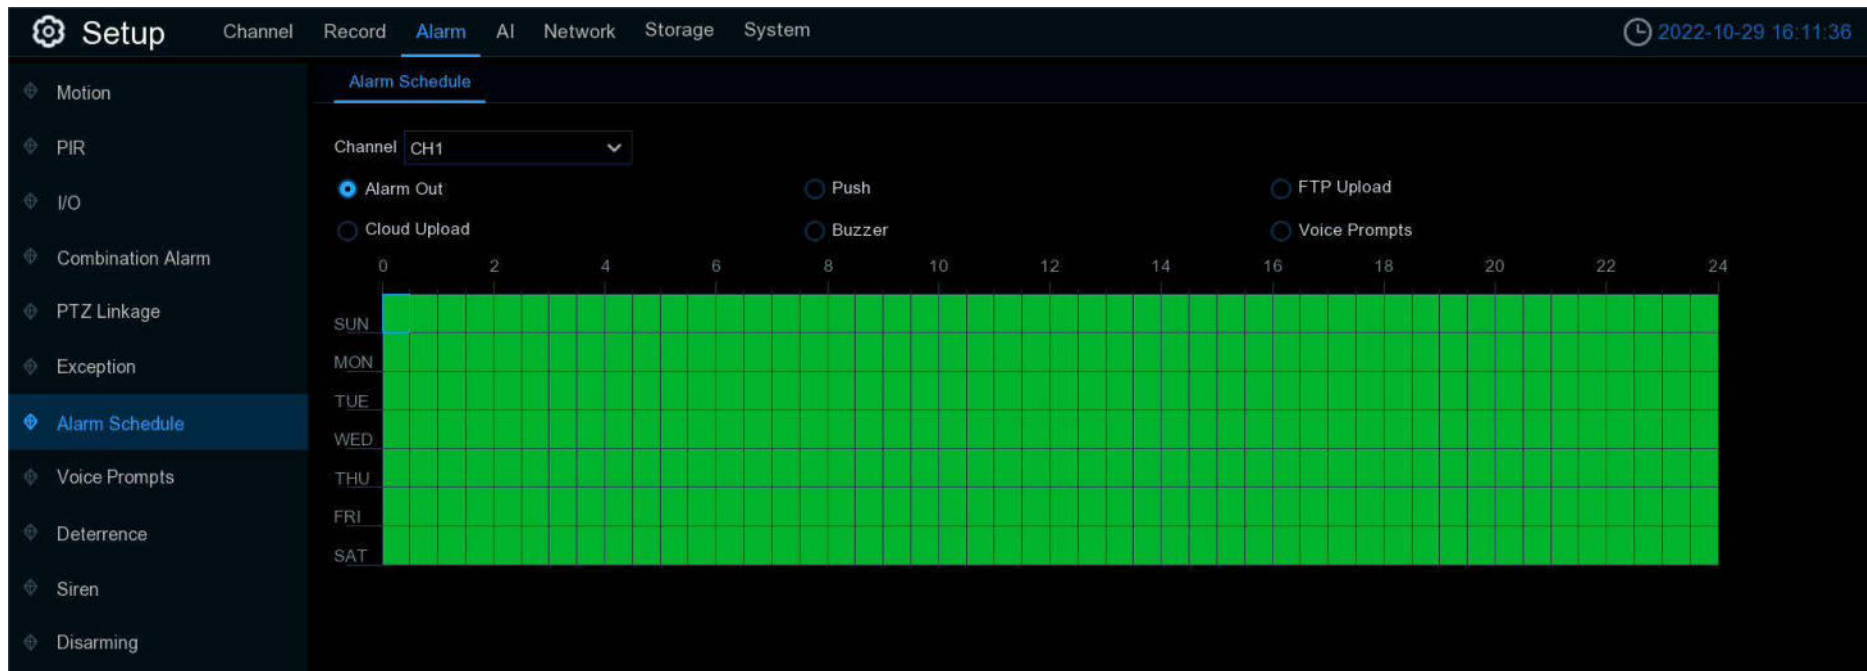 Setup Channel Record Alarm AI Network Storage System 2022-10-29 16:11:36
Motion
PIR
I/O
Combination Alarm
PTZ Linkage
Exception
Alarm Schedule
Voice Prompts
Deterrence
Siren
Disarming
Alarm Schedule
Channel CH1
Alarm Out Push FTP Upload
Cloud Upload Buzzer Voice Prompts
0 2 4 6 8 10 12 14 16 18 20 22 24
SUN
MON
TUE
WED
THU
FRI
SAT